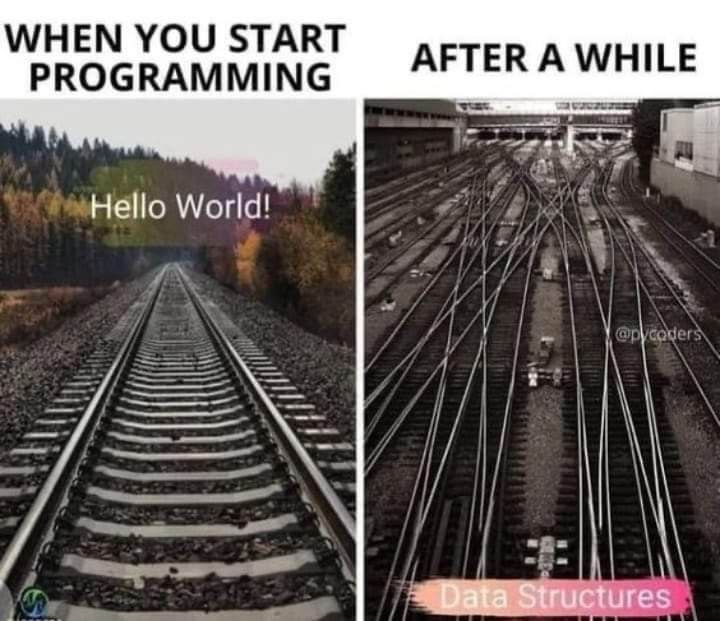 WHEN YOU START
PROGRAMMING
Hello World!
AFTER A WHILE
@pycoders
Data Structures